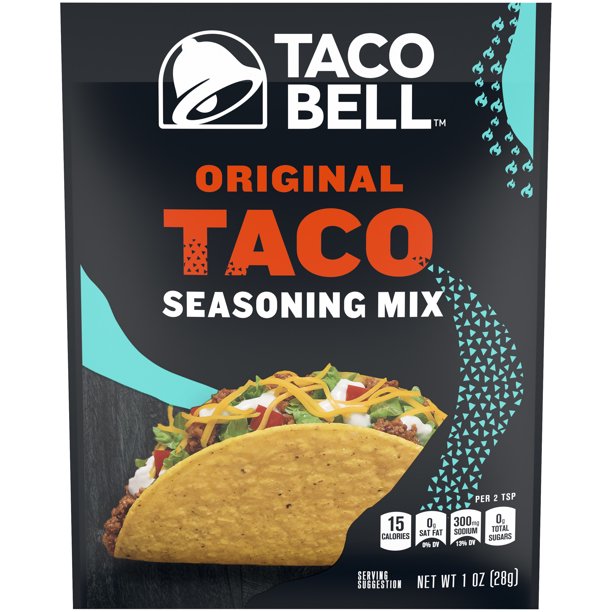 TACO
BELL™
ORIGINAL
TACO
SEASONING MIX
PER 2 TSP
15
CALORIES
0g
SAT FAT
0% DV
300mg
SODIUM
13% DV
0g
TOTAL
SUGARS
SERVING
SUGGESTION
NET WT 1 OZ (28g)